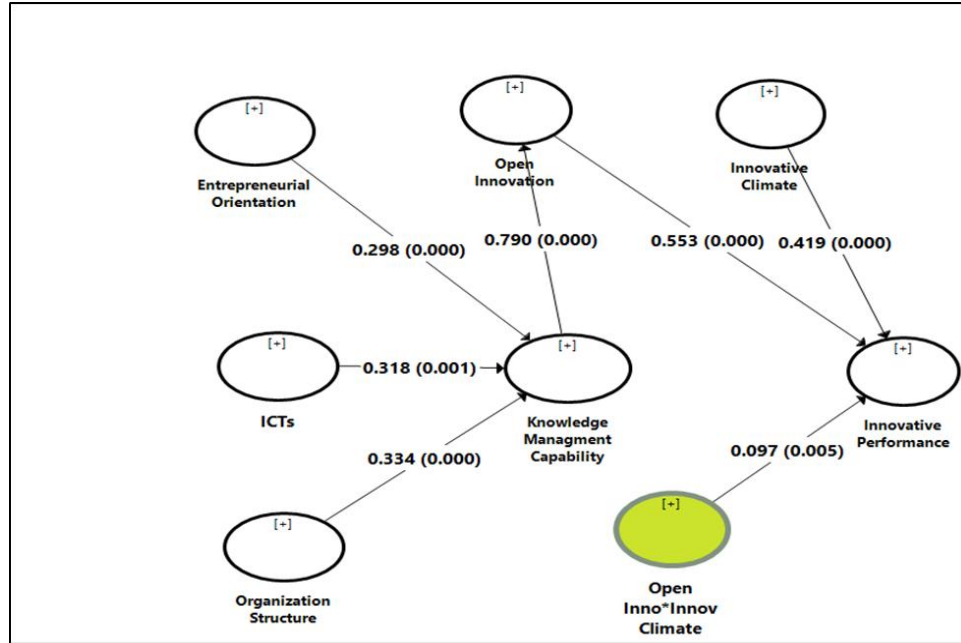 [+]
Entrepreneurial
Orientation
[+]
Open
Innovation
[+]
Innovative
Climate
0.298 (0.000)
0.790 (0.000)
0.553 (0.000)
0.419 (0.000)
[+]
ICTs
0.318 (0.001)
[+]
Knowledge
Managment
Capability
[+]
Innovative
Performance
0.334 (0.000)
0.097 (0.005)
[+]
Organization
Structure
[+]
Open
Inno*Innov
Climate